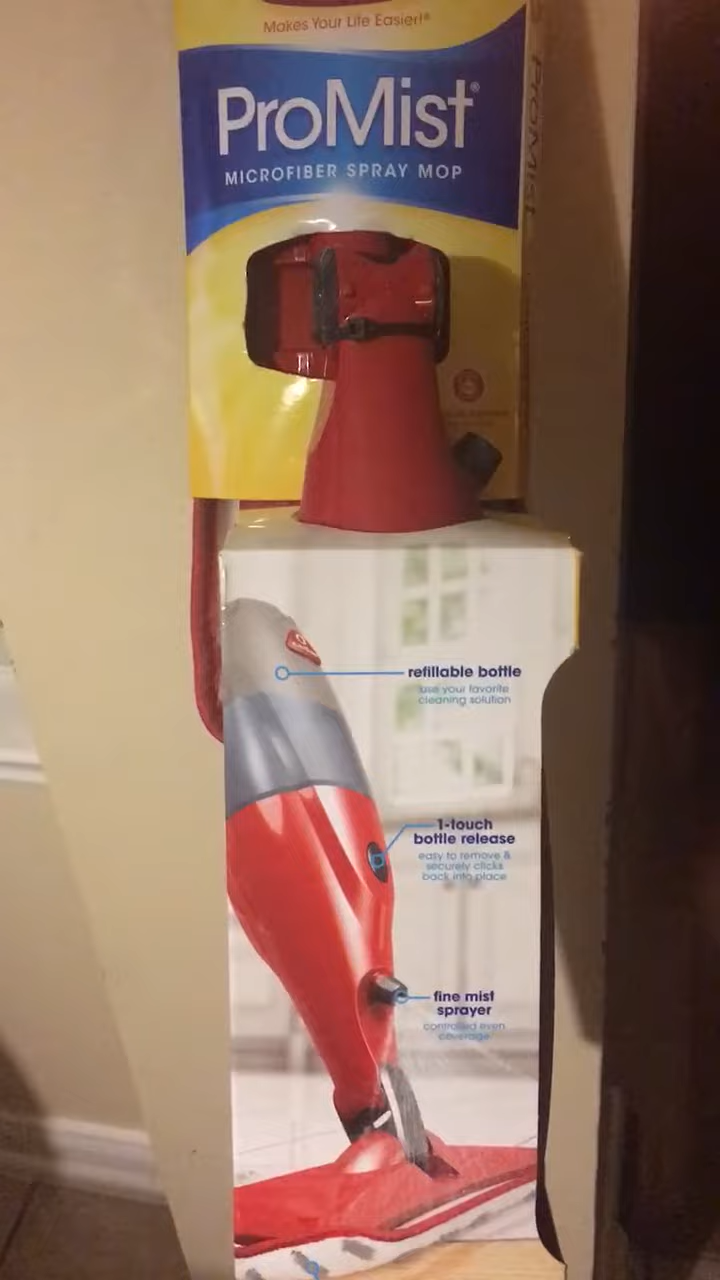 Makes Your Life Easier!®
ProMist®
MICROFIBER SPRAY MOP
ProMist
refillable bottle
use your favorite
cleaning solution
1-touch
bottle release
easy to remove &
securely clicks
back into place
fine mist
sprayer
controlled even
coverage